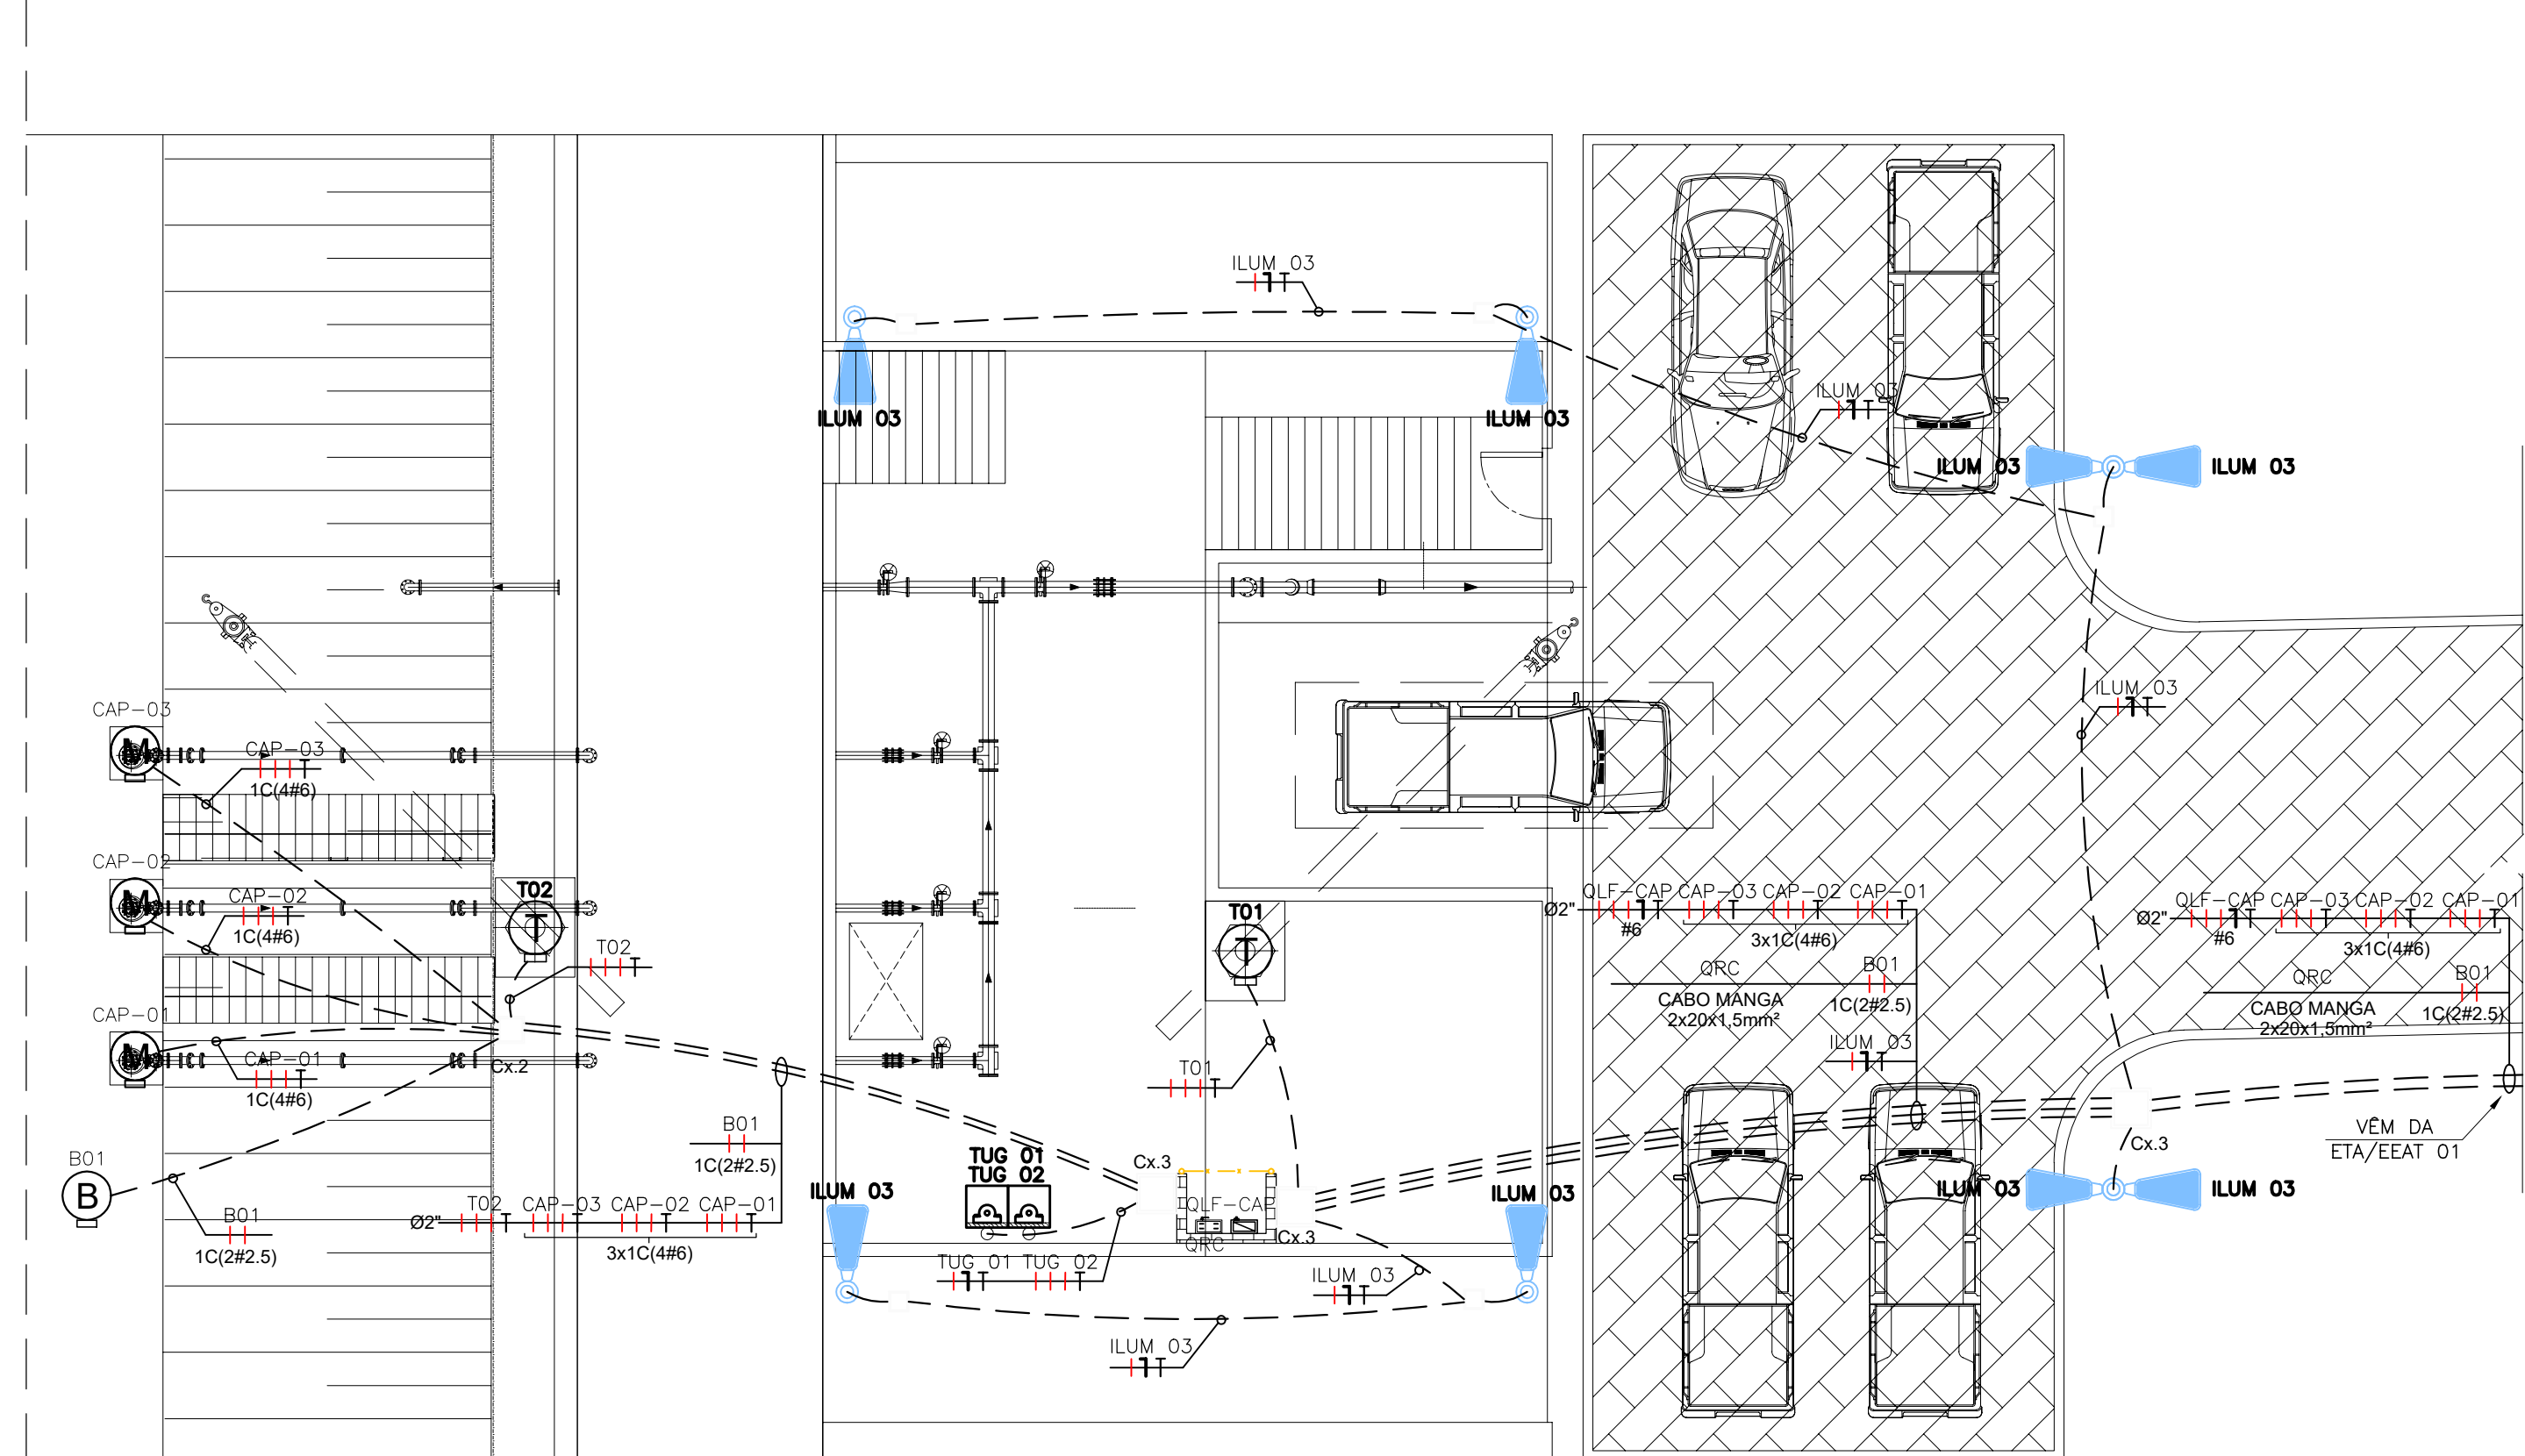 ILUM 03
ILUM 03
ILUM 03
ILUM 03
ILUM 03
ILUM 03
ILUM 03
CAP-03
M
CAP-03
1C(4#6)
CAP-02
M
CAP-02
1C(4#6)
T02
T
T02
CAP-01
M
CAP-01
1C(4#6)
Cx.2
B01
B
B01
1C(2#2.5)
B01
1C(2#2.5)
Ø2" T02 CAP-03 CAP-02 CAP-01
3x1C(4#6)
T01
T
T01
TUG 01
TUG 02
Cx.3
QLF-CAP
QRC
Cx.3
TUG 01 TUG 02
ILUM 03
ILUM 03
ILUM 03
ILUM 03
ILUM 03
QLF-CAP CAP-03 CAP-02 CAP-01
Ø2"
#6
3x1C(4#6)
QRC B01
CABO MANGA 1C(2#2.5)
2x20x1,5mm²
ILUM 03
QLF-CAP CAP-03 CAP-02 CAP-01
Ø2"
#6
3x1C(4#6)
QRC B01
CABO MANGA 1C(2#2.5)
2x20x1,5mm²
VÊM DA
ETA/EEAT 01
Cx.3
ILUM 03
ILUM 03